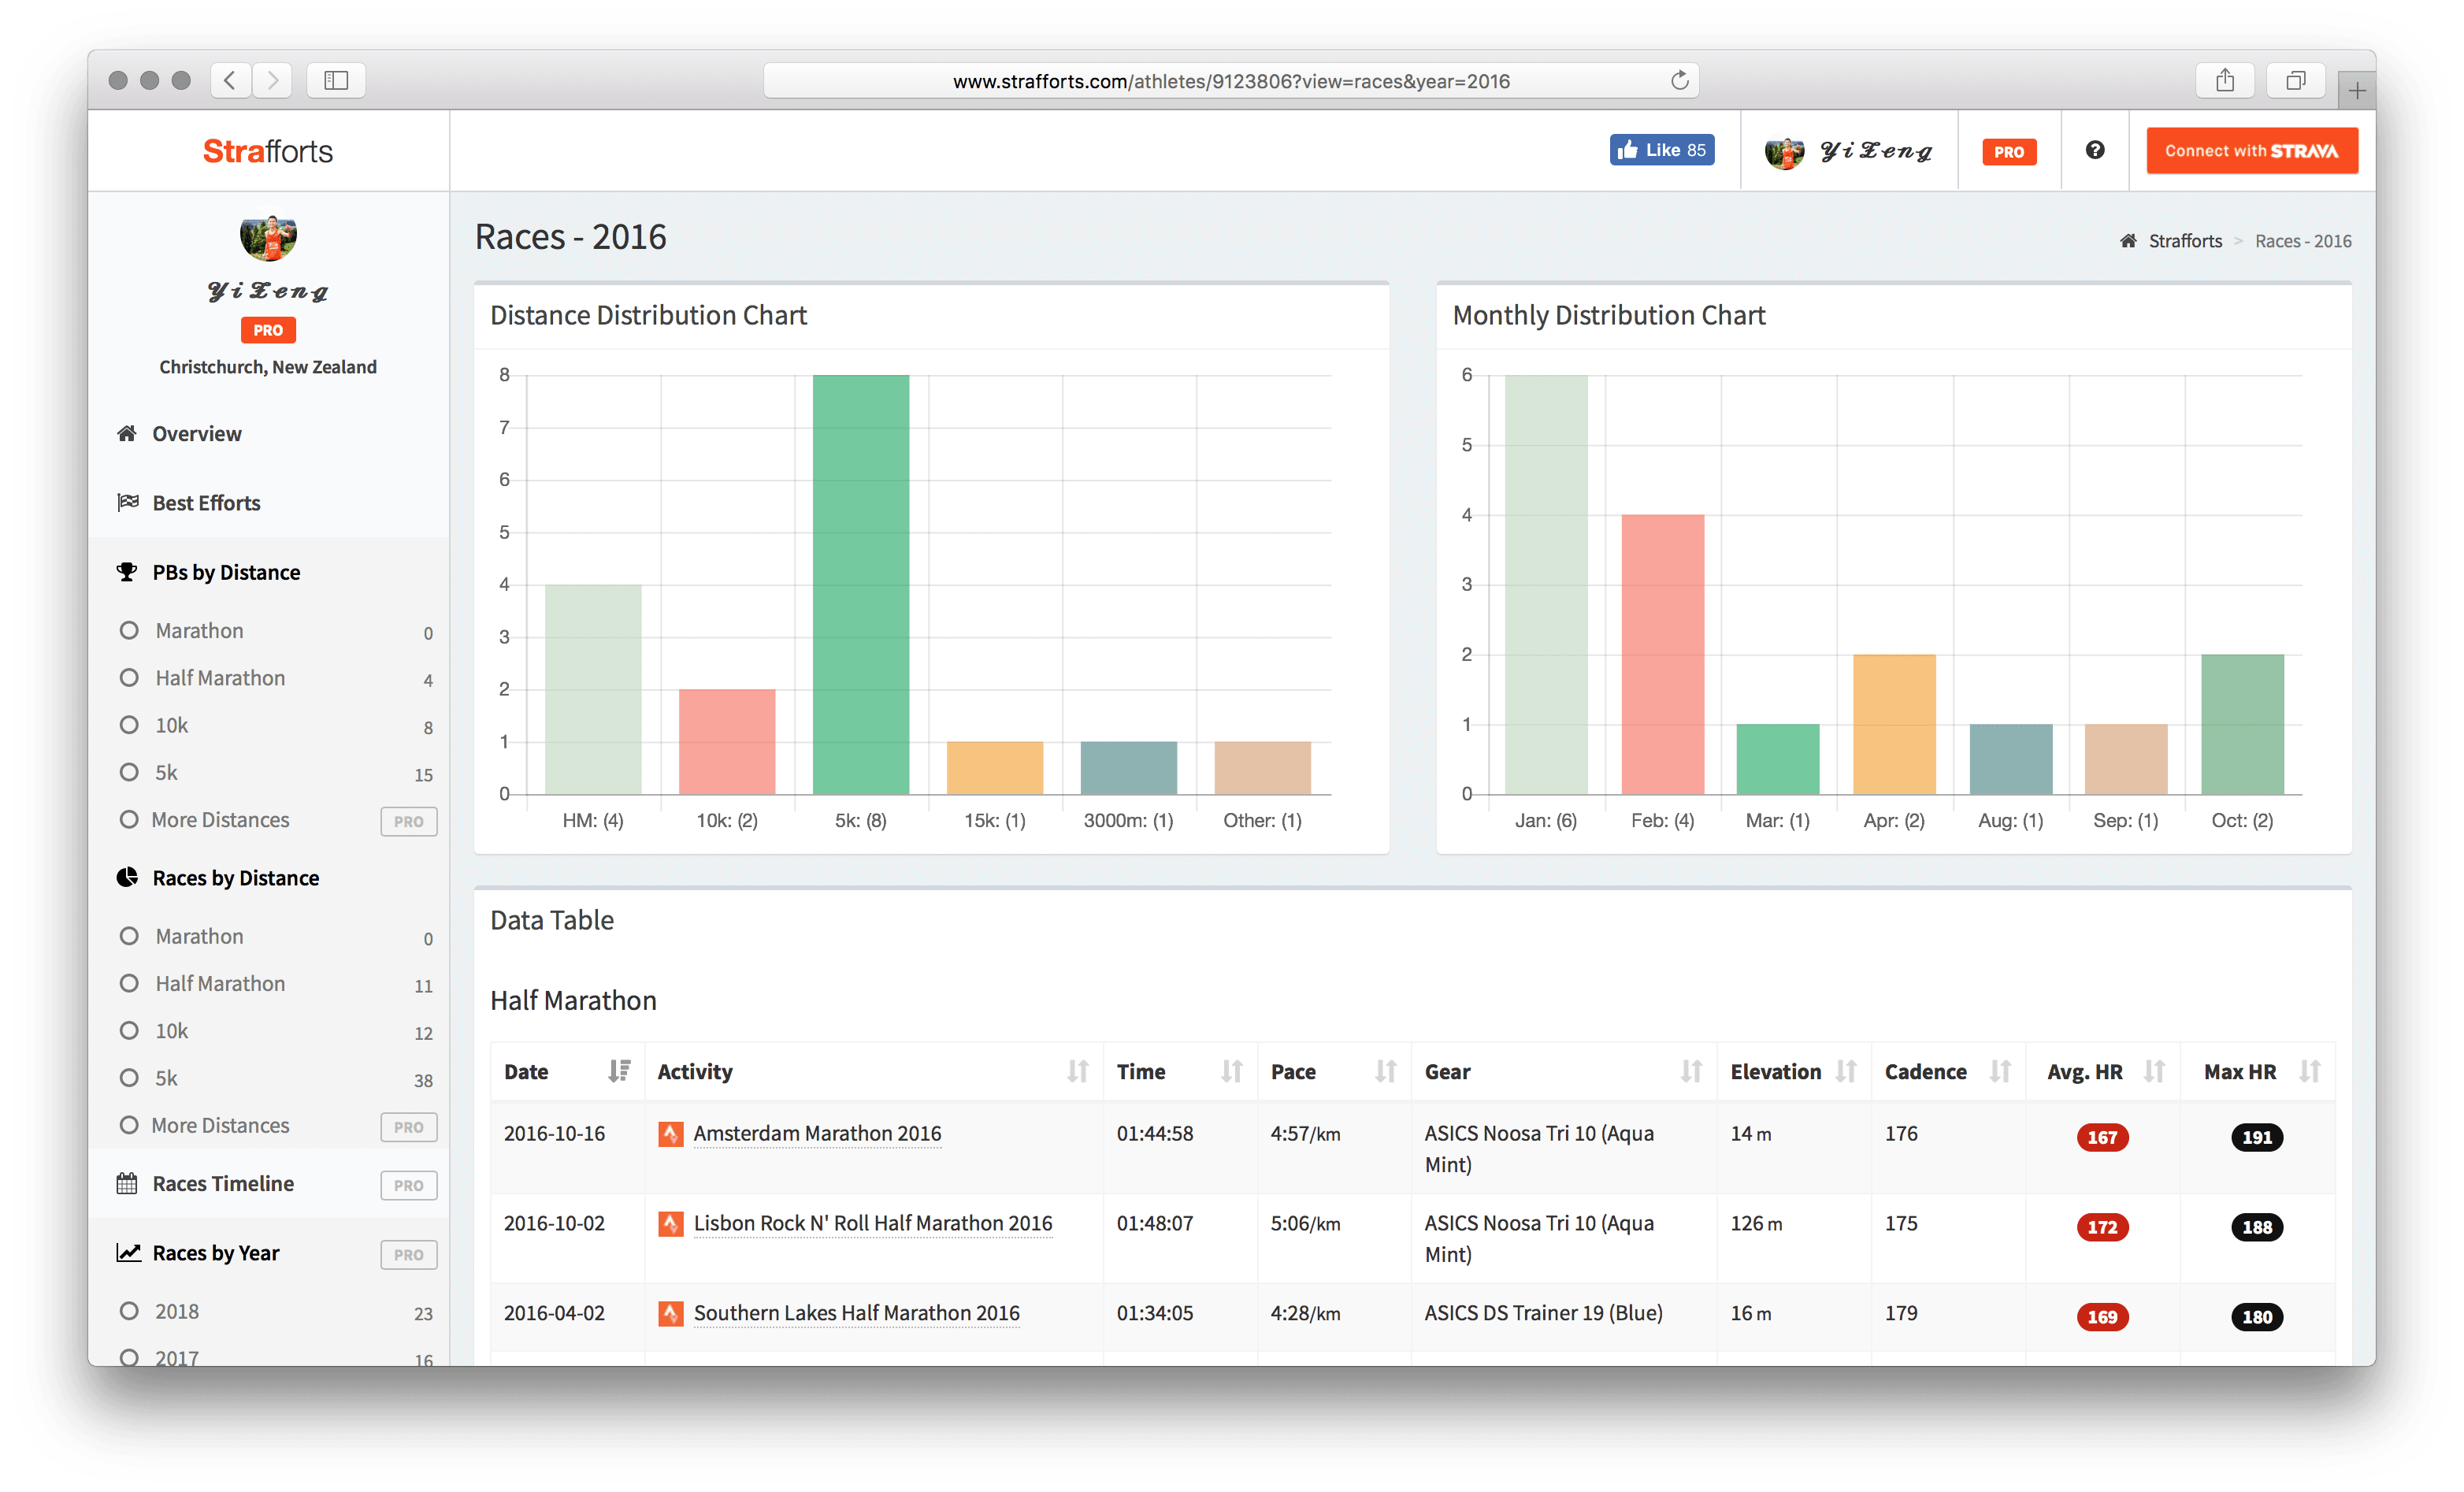 www.strafforts.com/athletes/9123806?view=races&year=2016
Strafforts
Like 85
𝒴𝒾 𝒵𝑒𝓃𝑔
PRO
Connect with STRAVA
𝒴𝒾 𝒵𝑒𝓃𝑔
PRO
Christchurch, New Zealand
Overview
Best Efforts
PBs by Distance
Marathon 0
Half Marathon 4
10k 8
5k 15
More Distances PRO
Races by Distance
Marathon 0
Half Marathon 11
10k 12
5k 38
More Distances PRO
Races Timeline PRO
Races by Year PRO
2018 23
2017 16
Races - 2016
Strafforts > Races - 2016
Distance Distribution Chart
8
7
6
5
4
3
2
1
0
HM: (4) 10k: (2) 5k: (8) 15k: (1) 3000m: (1) Other: (1)
Monthly Distribution Chart
6
5
4
3
2
1
0
Jan: (6) Feb: (4) Mar: (1) Apr: (2) Aug: (1) Sep: (1) Oct: (2)
Data Table
Half Marathon
Date Activity Time Pace Gear Elevation Cadence Avg. HR Max HR
2016-10-16 Amsterdam Marathon 2016 01:44:58 4:57/km ASICS Noosa Tri 10 (Aqua 14 m 176 167 191
Mint)
2016-10-02 Lisbon Rock N' Roll Half Marathon 2016 01:48:07 5:06/km ASICS Noosa Tri 10 (Aqua 126 m 175 172 188
Mint)
2016-04-02 Southern Lakes Half Marathon 2016 01:34:05 4:28/km ASICS DS Trainer 19 (Blue) 16 m 179 169 180